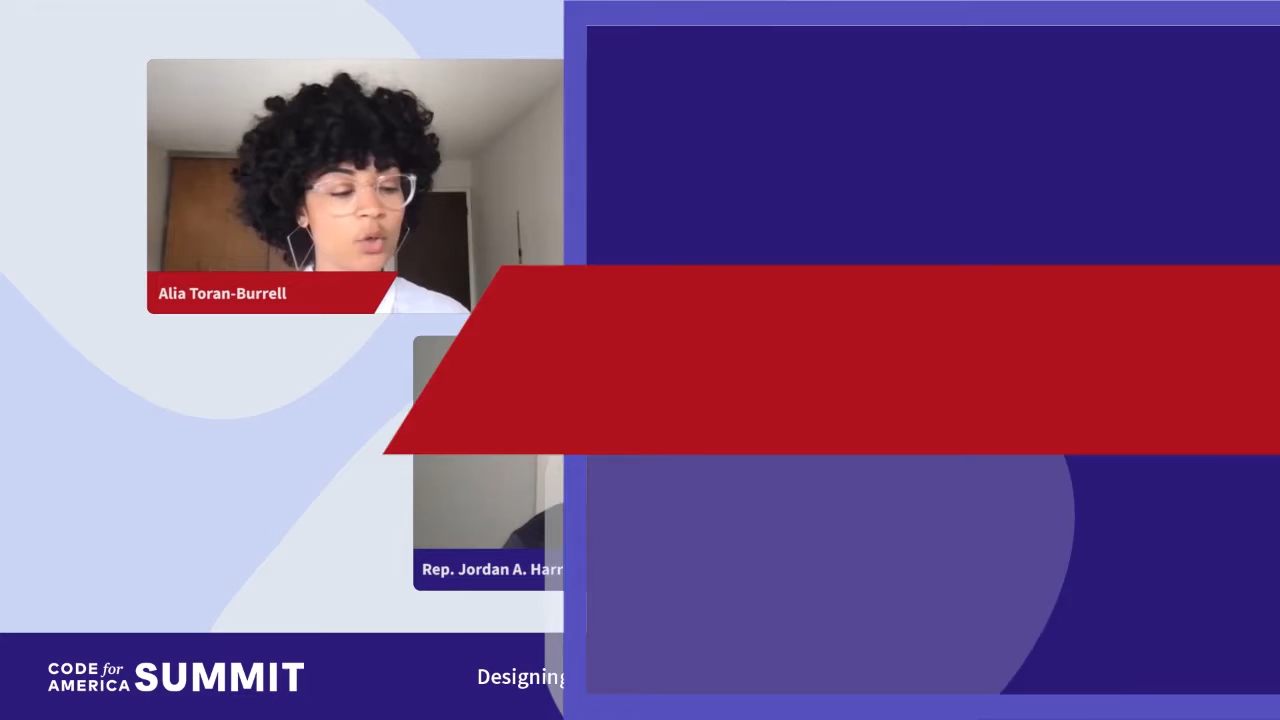 Alia Toran-Burrell
Rep. Jordan A. Harr
CODE for
AMERICA
SUMMIT
Designing